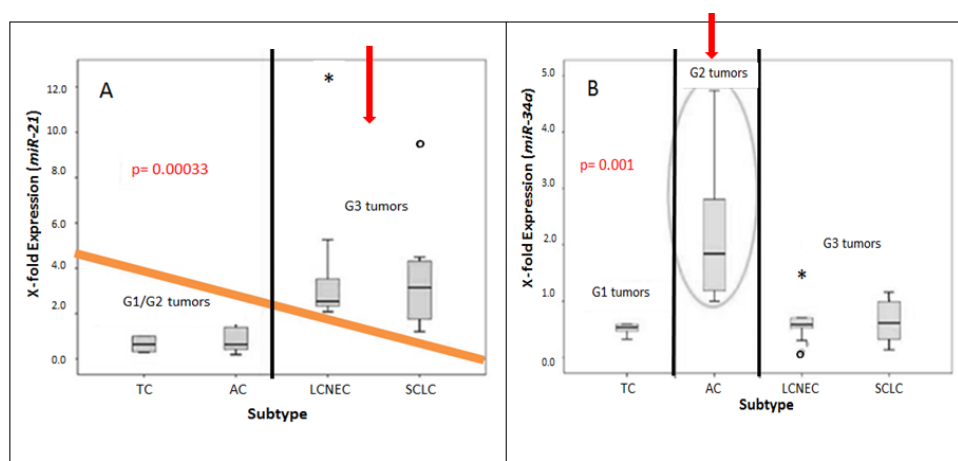 A
X-fold Expression (miR-21)
12.0
10.0
8.0
6.0
4.0
2.0
0.0
*
o
p= 0.00033
G3 tumors
G1/G2 tumors
TC AC LCNEC SCLC
Subtype
B
X-fold Expression (miR-34a)
5.0
4.0
3.0
2.0
1.0
0.0
G2 tumors
p= 0.001
G3 tumors
G1 tumors
*
o
TC AC LCNEC SCLC
Subtype